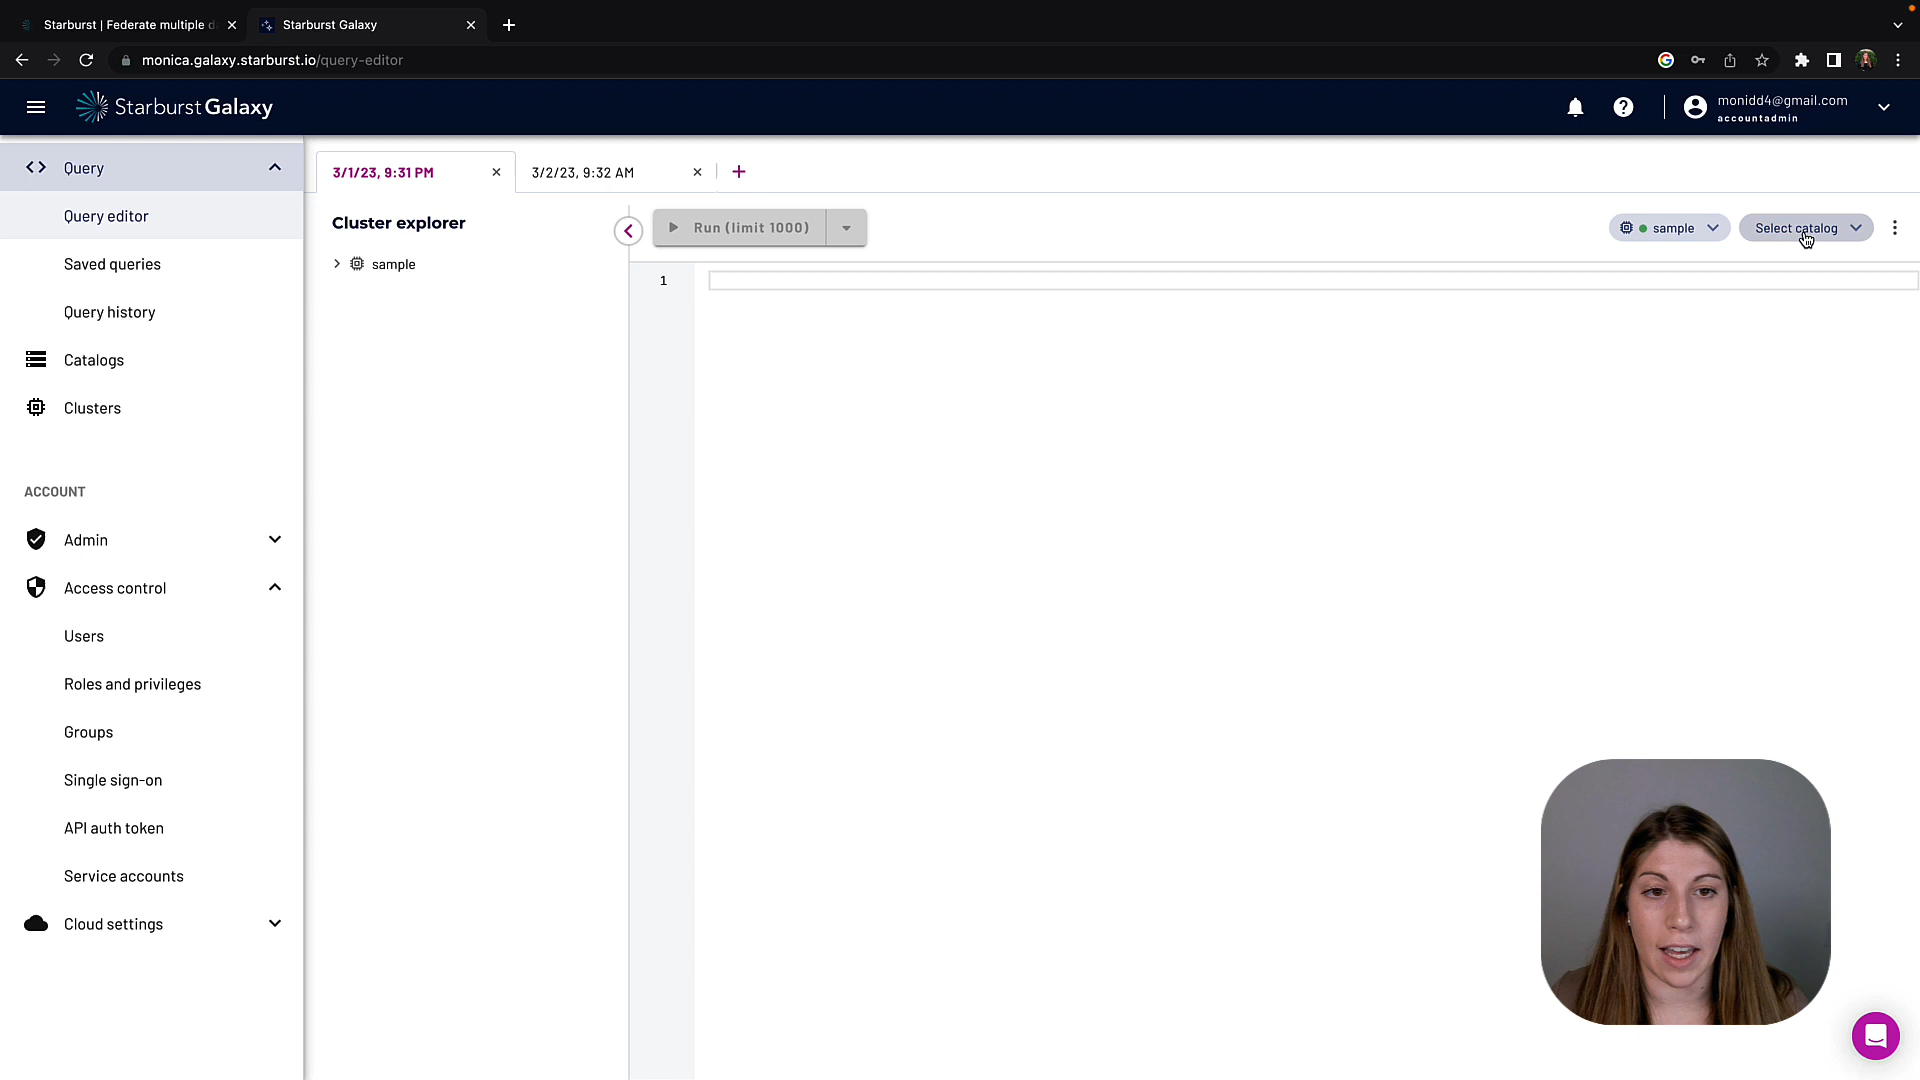 Starburst | Federate multiple d
Starburst Galaxy
monica.galaxy.starburst.io/query-editor
Starburst Galaxy
monidd4@gmail.com
accountadmin
Query
Query editor
Saved queries
Query history
Catalogs
Clusters
ACCOUNT
Admin
Access control
Users
Roles and privileges
Groups
Single sign-on
API auth token
Service accounts
Cloud settings
3/1/23, 9:31 PM
3/2/23, 9:32 AM
Cluster explorer
sample
Run (limit 1000)
sample
Select catalog
1